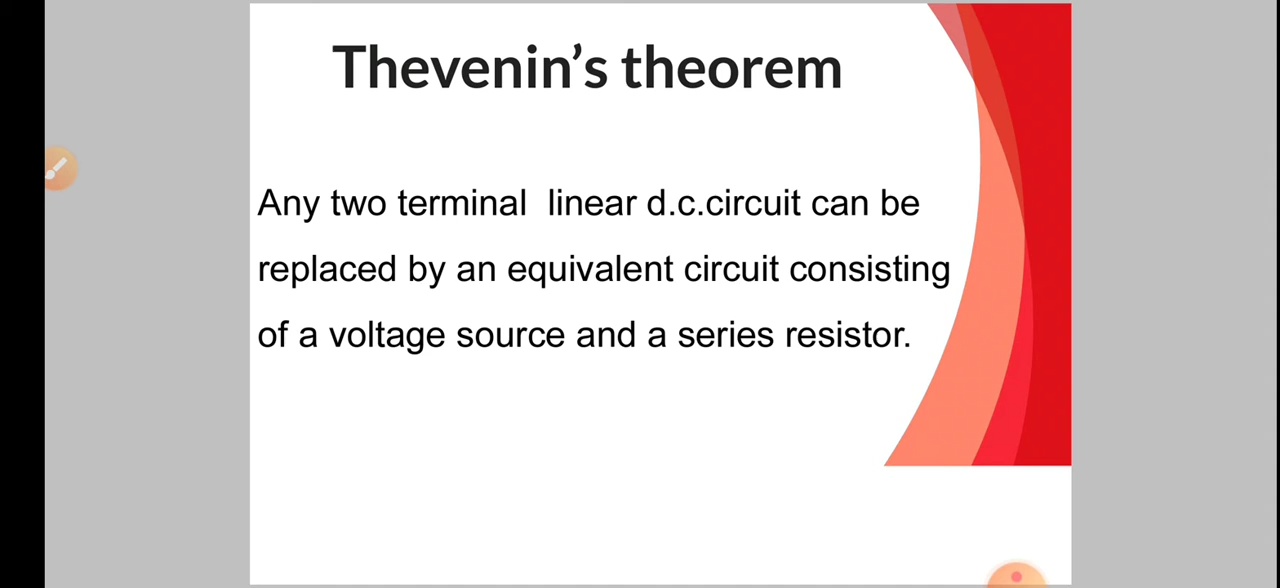 Thevenin’s theorem
Any two terminal  linear d.c.circuit can be
replaced by an equivalent circuit consisting
of a voltage source and a series resistor.